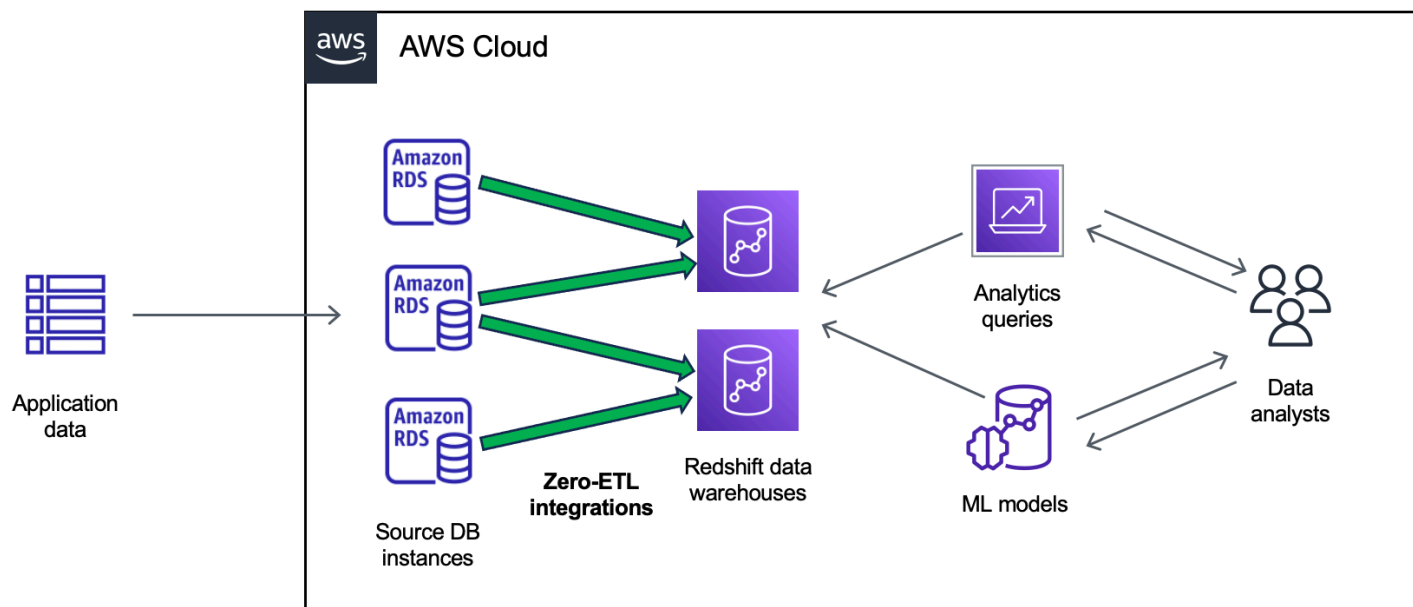 aws
AWS Cloud
Amazon
RDS
Amazon
RDS
Amazon
RDS
Application
data
Source DB
instances
Zero-ETL
integrations
Redshift data
warehouses
Analytics
queries
ML models
Data
analysts